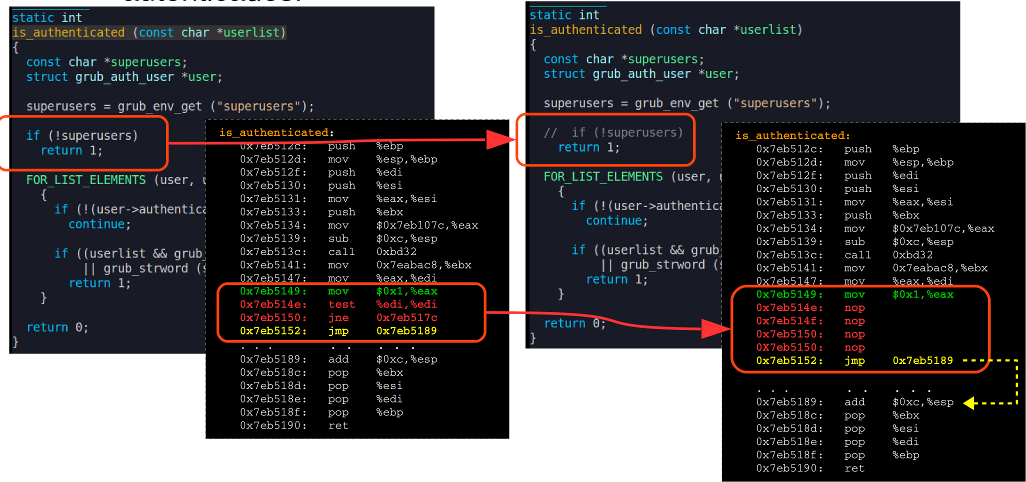 static int
is_authenticated (const char *userlist)
{
const char *superusers;
struct grub_auth_user *user;
superusers = grub_env_get ("superusers");
if (!superusers)
return 1;
FOR_LIST_ELEMENTS (user,
{
if (!(user->authentica
continue;
if ((userlist && grub
|| grub_strword (
return 1;
}
return 0;
}
is_authenticated:
0x7eb512c: push %ebp
0x7eb512d: mov %esp,%ebp
0x7eb512f: push %edi
0x7eb5130: push %esi
0x7eb5131: mov %eax,%esi
0x7eb5133: push %ebx
0x7eb5134: mov $0x7eb107c,%eax
0x7eb5139: sub $0xc,%esp
0x7eb513c: call 0xbd32
0x7eb5141: mov 0x7eabac8,%ebx
0x7eb5147: mov %eax,%edi
0x7eb5149: mov $0x1,%eax
0x7eb514e: test %edi,%edi
0x7eb5150: jne 0x7eb517c
0x7eb5152: jmp 0x7eb5189
. . . . . . . .
0x7eb5189: add $0xc,%esp
0x7eb518c: pop %ebx
0x7eb518d: pop %esi
0x7eb518e: pop %edi
0x7eb518f: pop %ebp
0x7eb5190: ret
static int
is_authenticated (const char *userlist)
{
const char *superusers;
struct grub_auth_user *user;
superusers = grub_env_get ("superusers");
// if (!superusers)
return 1;
FOR_LIST_ELEMENTS (user, u
{
if (!(user->authentica
continue;
if ((userlist && grub_
|| grub_strword (s
return 1;
}
return 0;
}
is_authenticated:
0x7eb512c: push %ebp
0x7eb512d: mov %esp,%ebp
0x7eb512f: push %edi
0x7eb5130: push %esi
0x7eb5131: mov %eax,%esi
0x7eb5133: push %ebx
0x7eb5134: mov $0x7eb107c,%eax
0x7eb5139: sub $0xc,%esp
0x7eb513c: call 0xbd32
0x7eb5141: mov 0x7eabac8,%ebx
0x7eb5147: mov %eax,%edi
0x7eb5149: mov $0x1,%eax
0x7eb514e: nop
0x7eb514f: nop
0x7eb5150: nop
0X7eb5150: nop
0x7eb5152: jmp 0x7eb5189
. . . . . . . .
0x7eb5189: add $0xc,%esp
0x7eb518c: pop %ebx
0x7eb518d: pop %esi
0x7eb518e: pop %edi
0x7eb518f: pop %ebp
0x7eb5190: ret